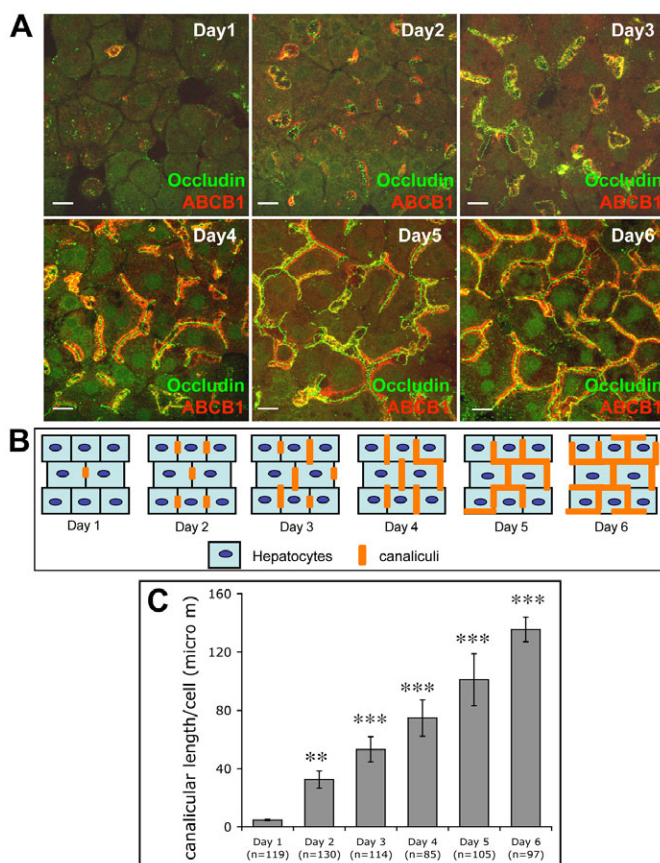 A
Day1
Day2
Day3
Occludin
ABCB1
Occludin
ABCB1
Occludin
ABCB1
Day4
Day5
Day6
Occludin
ABCB1
Occludin
ABCB1
Occludin
ABCB1
B
Day 1
Day 2
Day 3
Day 4
Day 5
Day 6
Hepatocytes
canaliculi
C
canalicular length/cell (micro m)
160
120
80
40
0
**
***
***
***
***
Day 1 Day 2 Day 3 Day 4 Day 5 Day 6
(n=119) (n=130) (n=114) (n=85) (n=105) (n=97)